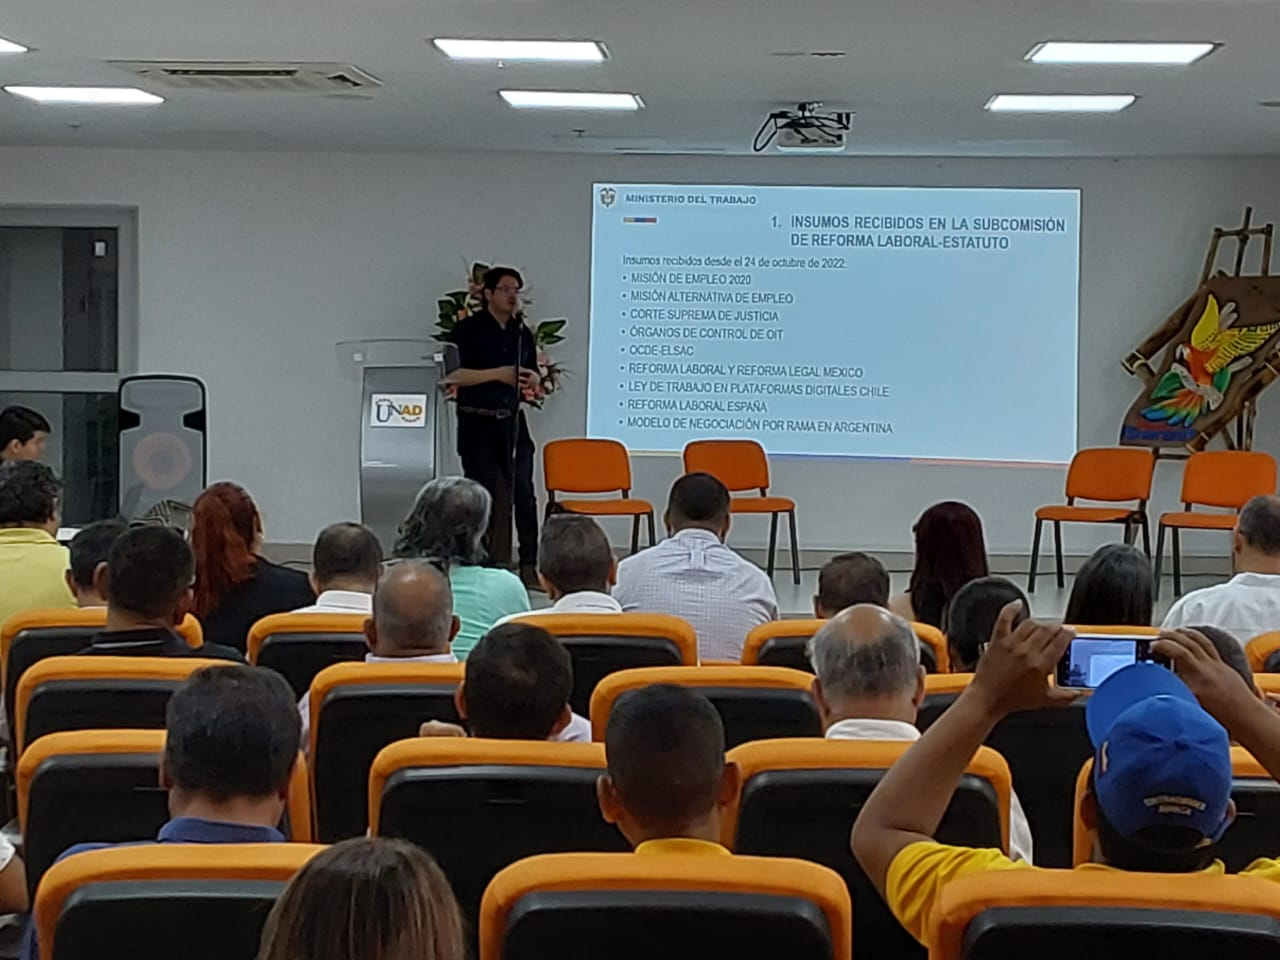 MINISTERIO DEL TRABAJO
1. INSUMOS RECIBIDOS EN LA SUBCOMISIÓN
DE REFORMA LABORAL-ESTATUTO
Insumos recibidos desde el 24 de octubre de 2022:
• MISIÓN DE EMPLEO 2020
• MISIÓN ALTERNATIVA DE EMPLEO
• CORTE SUPREMA DE JUSTICIA
• ÓRGANOS DE CONTROL DE OIT
• OCDE-ELSAC
• REFORMA LABORAL Y REFORMA LEGAL MEXICO
• LEY DE TRABAJO EN PLATAFORMAS DIGITALES CHILE
• REFORMA LABORAL ESPAÑA
• MODELO DE NEGOCIACIÓN POR RAMA EN ARGENTINA
UNAD